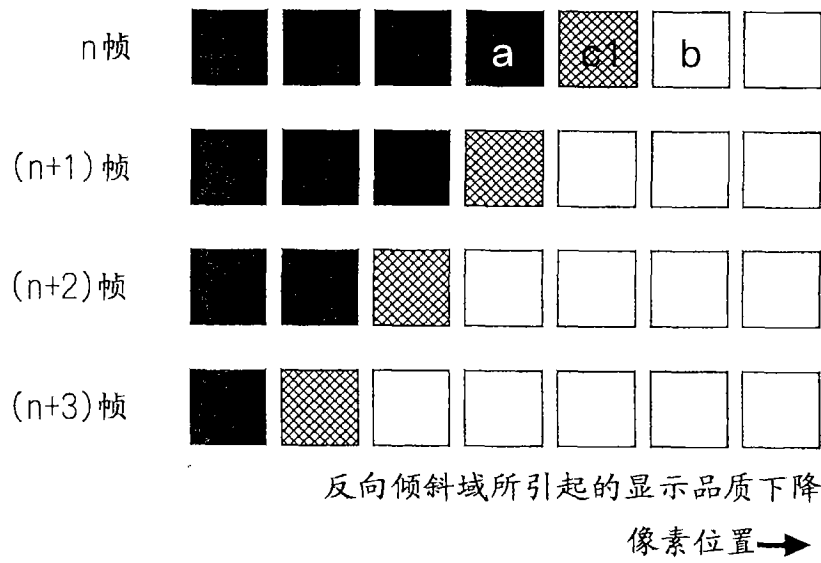 n帧 a c1 b
(n+1)帧
(n+2)帧
(n+3)帧
反向倾斜域所引起的显示品质下降
像素位置